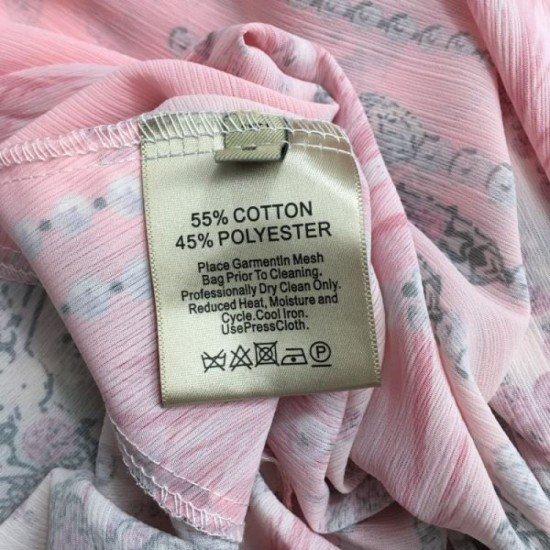 55% COTTON
45% POLYESTER
Place GarmentIn Mesh
Bag Prior To Cleaning.
Professionally Dry Clean Only.
Reduced Heat, Moisture and
Cycle.Cool Iron.
UsePressCloth.
P